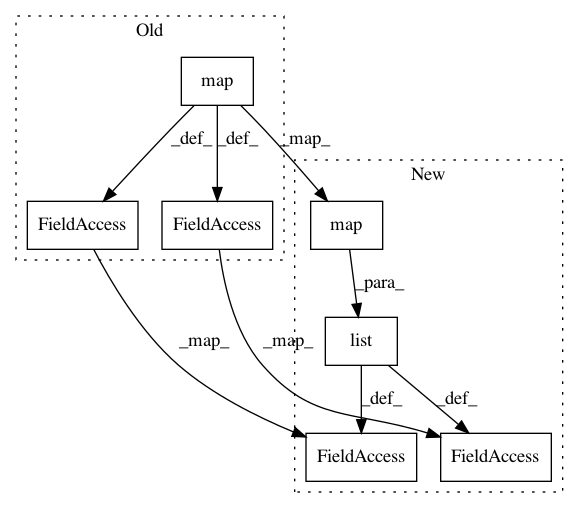 Old
map
_def_ _def_ _map_
New
FieldAccess FieldAccess map
_para_
_map_ _map_ list
_def_ _def_
FieldAccess FieldAccess